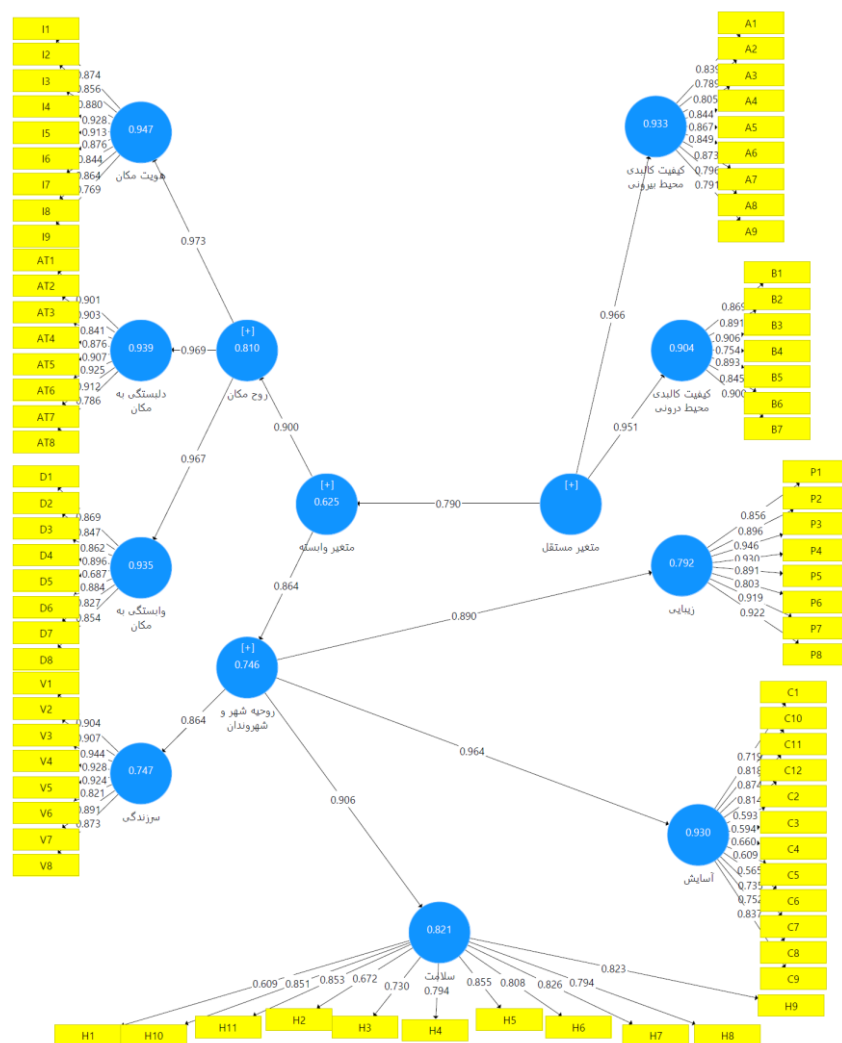 I1
I2
I3
I4
I5
I6
I7
I8
I9
0.874
0.856
0.880
0.928
0.913
0.876
0.844
0.864
0.769
0.947
هویت مکان
A1
A2
A3
A4
A5
A6
A7
A8
A9
0.839
0.789
0.805
0.844
0.867
0.849
0.873
0.796
0.791
0.933
کیفیت کالبدی
محیط بیرونی
0.973
0.966
AT1
AT2
AT3
AT4
AT5
AT6
AT7
AT8
0.901
0.903
0.841
0.876
0.907
0.925
0.912
0.786
0.939
دلبستگی به
مکان
0.969
[+]
0.810
روح مکان
B1
B2
B3
B4
B5
B6
B7
0.869
0.891
0.906
0.754
0.893
0.845
0.900
0.904
کیفیت کالبدی
محیط درونی
0.900
0.951
0.967
D1
D2
D3
D4
D5
D6
D7
D8
0.869
0.847
0.862
0.896
0.687
0.884
0.827
0.854
0.935
وابستگی به
مکان
[+]
0.625
متغیر وابسته
0.790
[+]
متغیر مستقل
P1
P2
P3
P4
P5
P6
P7
P8
0.856
0.896
0.946
0.930
0.891
0.803
0.919
0.922
0.792
زیبایی
0.864
0.890
[+]
0.746
روحیه شهر و
شهروندان
V1
V2
V3
V4
V5
V6
V7
V8
0.904
0.907
0.944
0.928
0.924
0.821
0.891
0.873
0.747
سرزندگی
0.864
0.964
0.906
C1
C10
C11
C12
C2
C3
C4
C5
C6
C7
C8
C9
0.719
0.818
0.874
0.814
0.593
0.594
0.660
0.609
0.565
0.735
0.752
0.837
0.930
آسایش
0.821
سلامت
0.609
0.851
0.853
0.672
0.730
0.794
0.855
0.808
0.826
0.794
0.823
H1
H10
H11
H2
H3
H4
H5
H6
H7
H8
H9